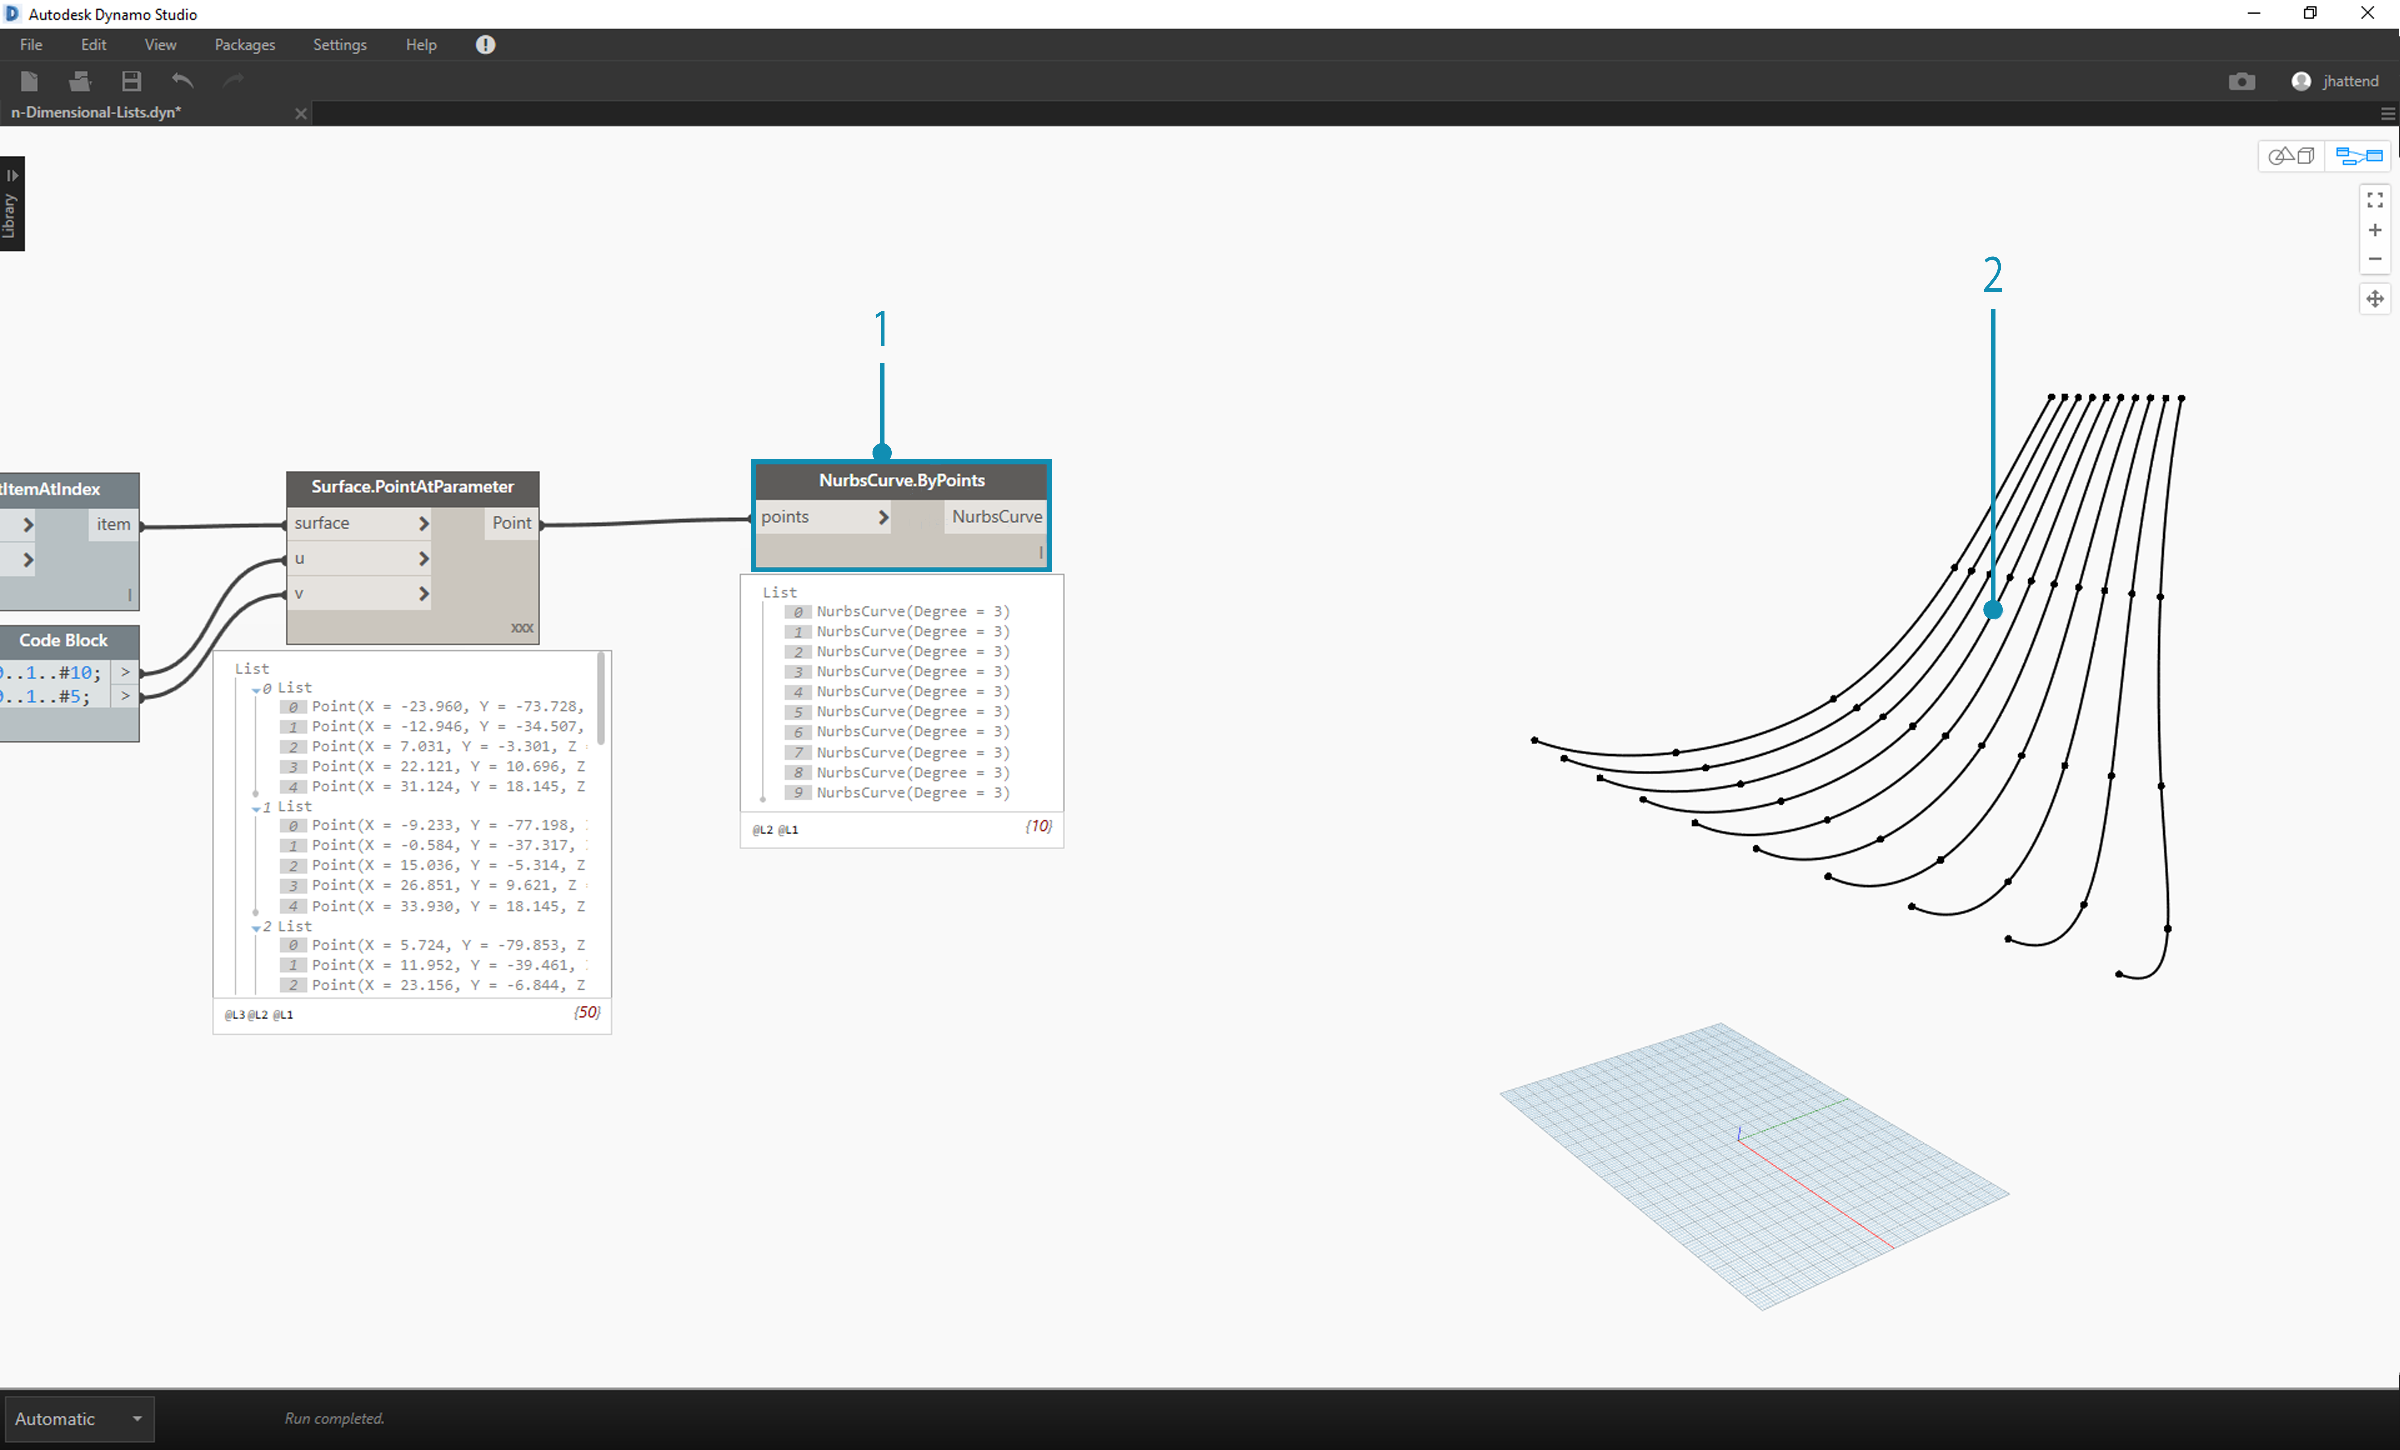 Autodesk Dynamo Studio
File Edit View Packages Settings Help
jhattend
n-Dimensional-Lists.dyn*
Library
2
1
tItemAtIndex
item
Code Block
0..1..#10; >
0..1..#5; >
Surface.PointAtParameter
surface Point
u
v
xxx
List
0 List
0 Point(X = -23.960, Y = -73.728,
1 Point(X = -12.946, Y = -34.507,
2 Point(X = 7.031, Y = -3.301, Z
3 Point(X = 22.121, Y = 10.696, Z
4 Point(X = 31.124, Y = 18.145, Z
1 List
0 Point(X = -9.233, Y = -77.198,
1 Point(X = -0.584, Y = -37.317,
2 Point(X = 15.036, Y = -5.314, Z
3 Point(X = 26.851, Y = 9.621, Z
4 Point(X = 33.930, Y = 18.145, Z
2 List
0 Point(X = 5.724, Y = -79.853, Z
1 Point(X = 11.952, Y = -39.461,
2 Point(X = 23.156, Y = -6.844, Z
@L3 @L2 @L1 {50}
NurbsCurve.ByPoints
points NurbsCurve
List
0 NurbsCurve(Degree = 3)
1 NurbsCurve(Degree = 3)
2 NurbsCurve(Degree = 3)
3 NurbsCurve(Degree = 3)
4 NurbsCurve(Degree = 3)
5 NurbsCurve(Degree = 3)
6 NurbsCurve(Degree = 3)
7 NurbsCurve(Degree = 3)
8 NurbsCurve(Degree = 3)
9 NurbsCurve(Degree = 3)
@L2 @L1 {10}
Automatic
Run completed.